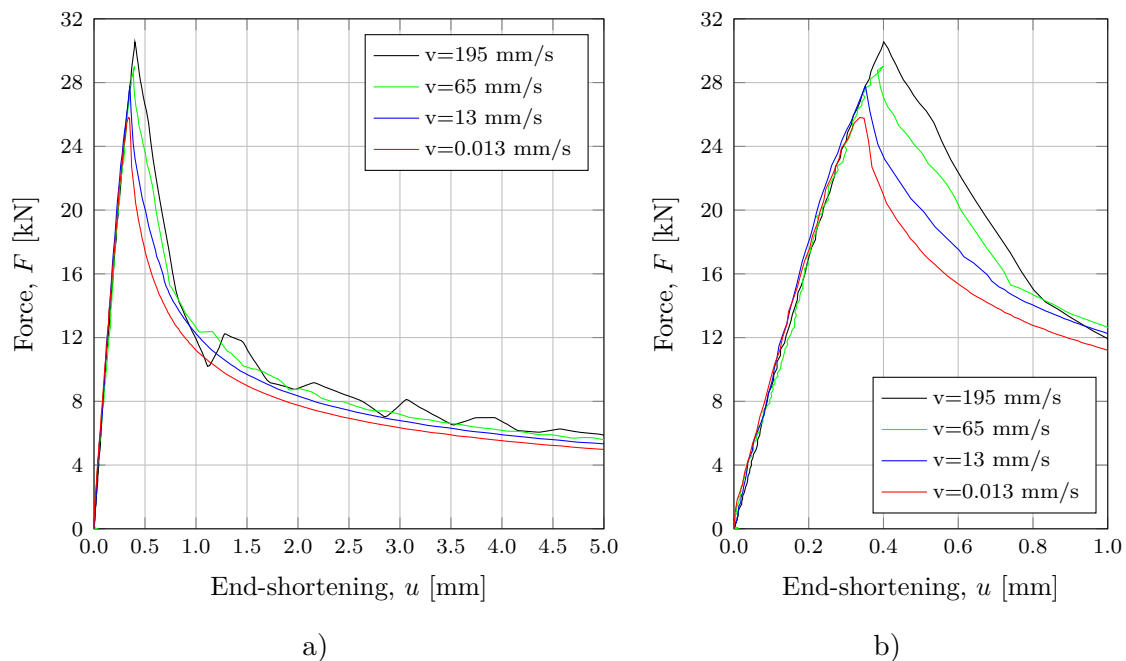 32
28
24
20
16
12
8
4
0
Force, F [kN]
v=195 mm/s
v=65 mm/s
v=13 mm/s
v=0.013 mm/s
0.0 0.5 1.0 1.5 2.0 2.5 3.0 3.5 4.0 4.5 5.0
End-shortening, u [mm]
a)
32
28
24
20
16
12
8
4
0
Force, F [kN]
v=195 mm/s
v=65 mm/s
v=13 mm/s
v=0.013 mm/s
0.0 0.2 0.4 0.6 0.8 1.0
End-shortening, u [mm]
b)